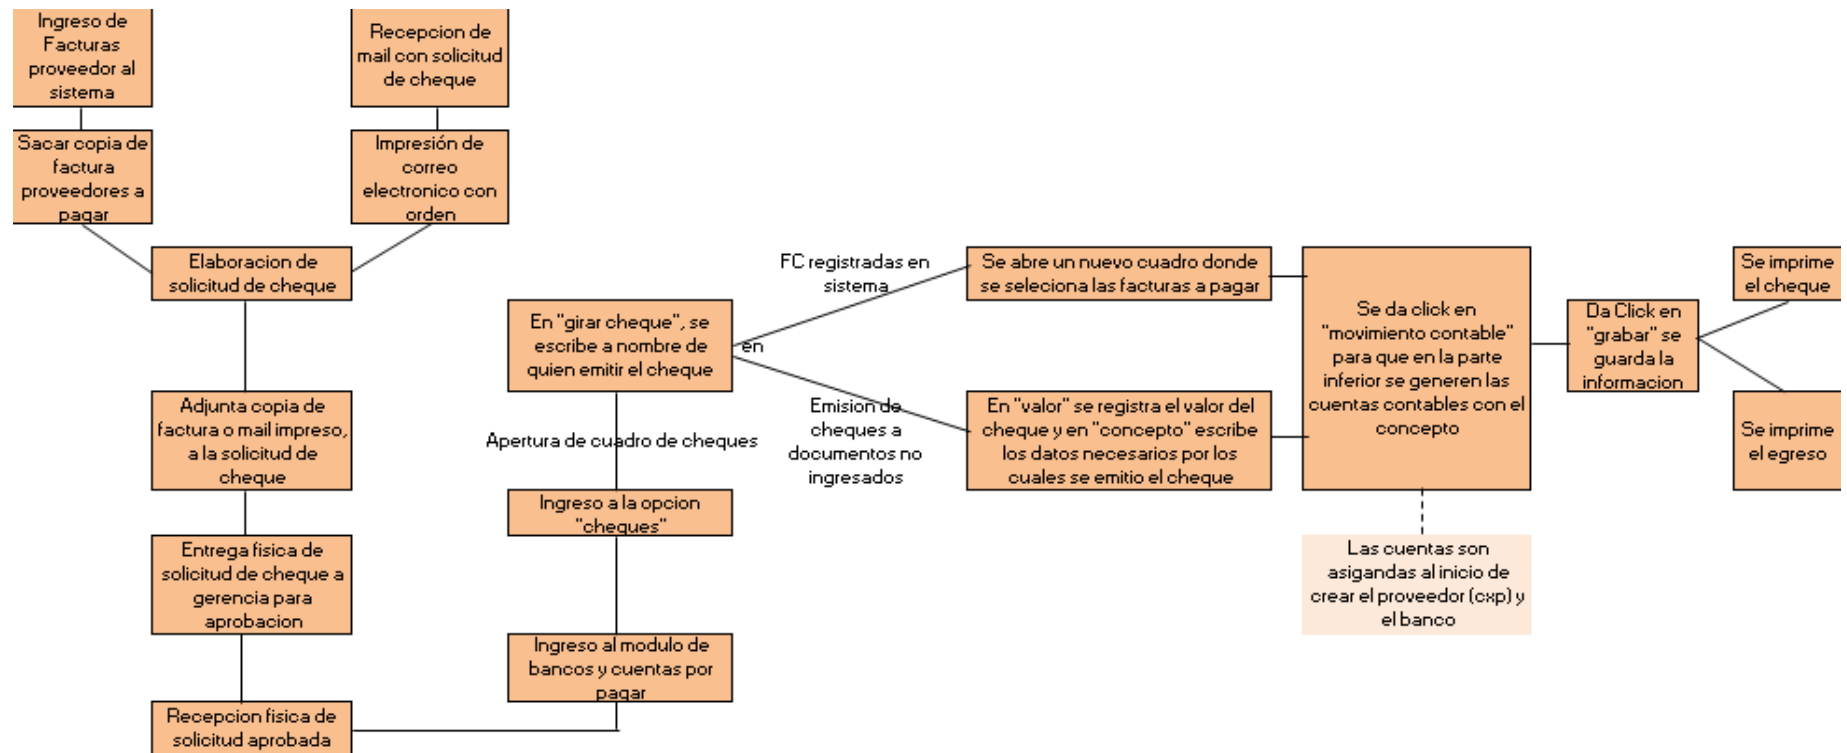 Ingreso de
Facturas
proveedor al
sistema
Recepcion de
mail con solicitud
de cheque
Sacar copia de
factura
proveedores a
pagar
Impresión de
correo
electronico con
orden
Elaboracion de
solicitud de cheque
Adjunta copia de
factura o mail impreso,
a la solicitud de
cheque
Entrega fisica de
solicitud de cheque a
gerencia para
aprobacion
Recepcion fisica de
solicitud aprobada
Ingreso al modulo de
bancos y cuentas por
pagar
Ingreso a la opcion
"cheques"
Apertura de cuadro de cheques
En "girar cheque", se
escribe a nombre de
quien emitir el cheque
en
FC registradas en
sistema
Emision de
cheques a
documentos no
ingresados
Se abre un nuevo cuadro donde
se seleciona las facturas a pagar
En "valor" se registra el valor del
cheque y en "concepto" escribe
los datos necesarios por los
cuales se emitio el cheque
Se da click en
"movimiento contable"
para que en la parte
inferior se generen las
cuentas contables con el
concepto
Las cuentas son
asigandas al inicio de
crear el proveedor (cxp) y
el banco
Da Click en
"grabar" se
guarda la
informacion
Se imprime
el cheque
Se imprime
el egreso